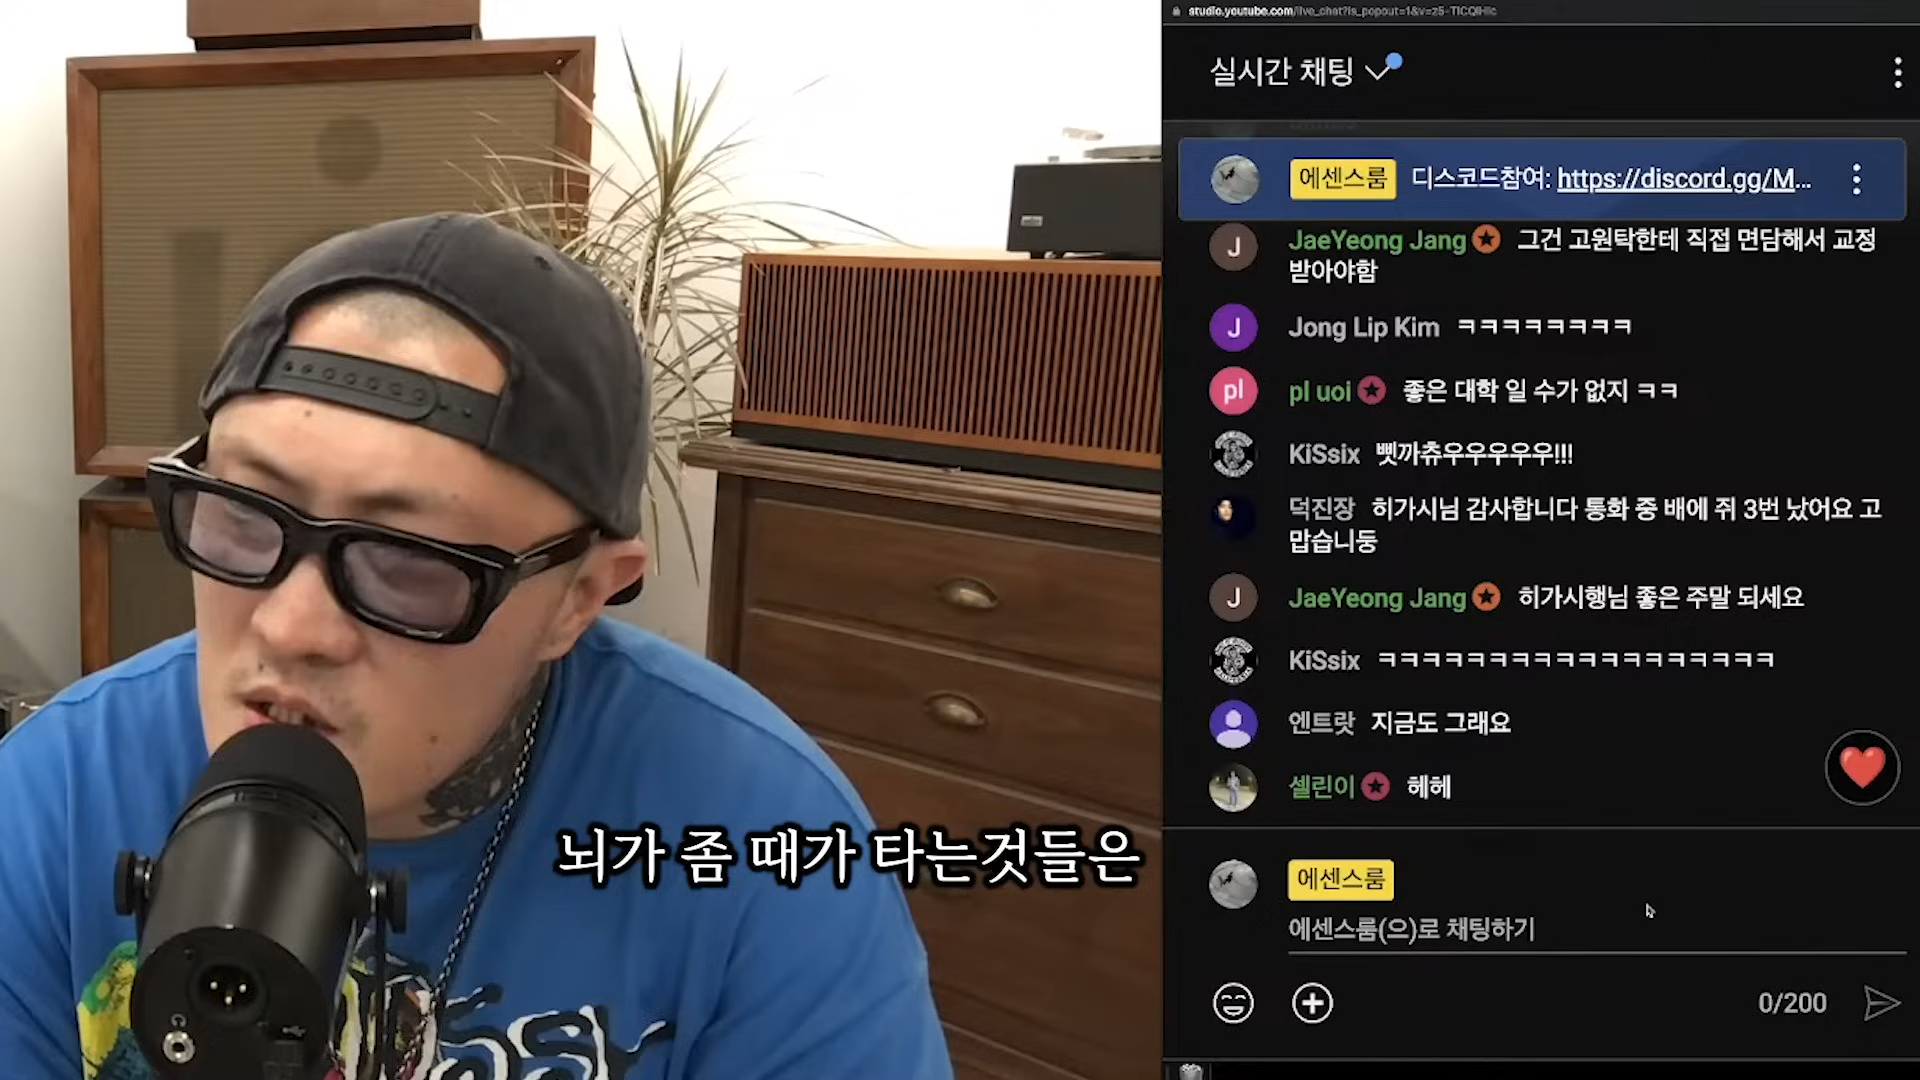 studio.youtube.com/live_chat?is_popout=1&v=z5-TICQIHIc
실시간 채팅
에센스룸 디스코드참여: https://discord.gg/M...
J JaeYeong Jang 그건 고원탁한테 직접 면담해서 교정
받아야함
J Jong Lip Kim ㅋㅋㅋㅋㅋㅋㅋㅋ
pl pl uoi 좋은 대학 일 수가 없지 ㅋㅋ
KiSsix 삣까츄우우우우우!!!
덕진장 히가시님 감사합니다 통화 중 배에 쥐 3번 났어요 고
맙습니둥
J JaeYeong Jang 히가시행님 좋은 주말 되세요
KiSsix ㅋㅋㅋㅋㅋㅋㅋㅋㅋㅋㅋㅋㅋㅋㅋㅋㅋㅋ
엔트랏 지금도 그래요
셀린이 헤헤
뇌가 좀 때가 타는것들은
에센스룸
에센스룸(으)로 채팅하기
0/200